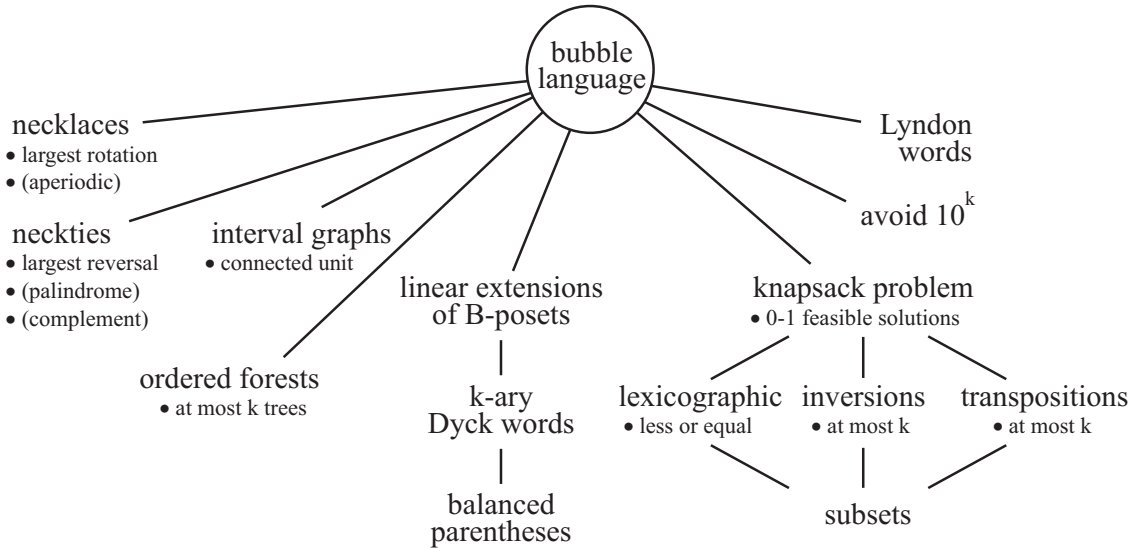 bubble
language
necklaces
• largest rotation
• (aperiodic)
Lyndon
words
neckties
• largest reversal
• (palindrome)
• (complement)
interval graphs
• connected unit
avoid 10^k
linear extensions
of B-posets
knapsack problem
• 0-1 feasible solutions
ordered forests
• at most k trees
k-ary
Dyck words
lexicographic
• less or equal
inversions
• at most k
transpositions
• at most k
balanced
parentheses
subsets